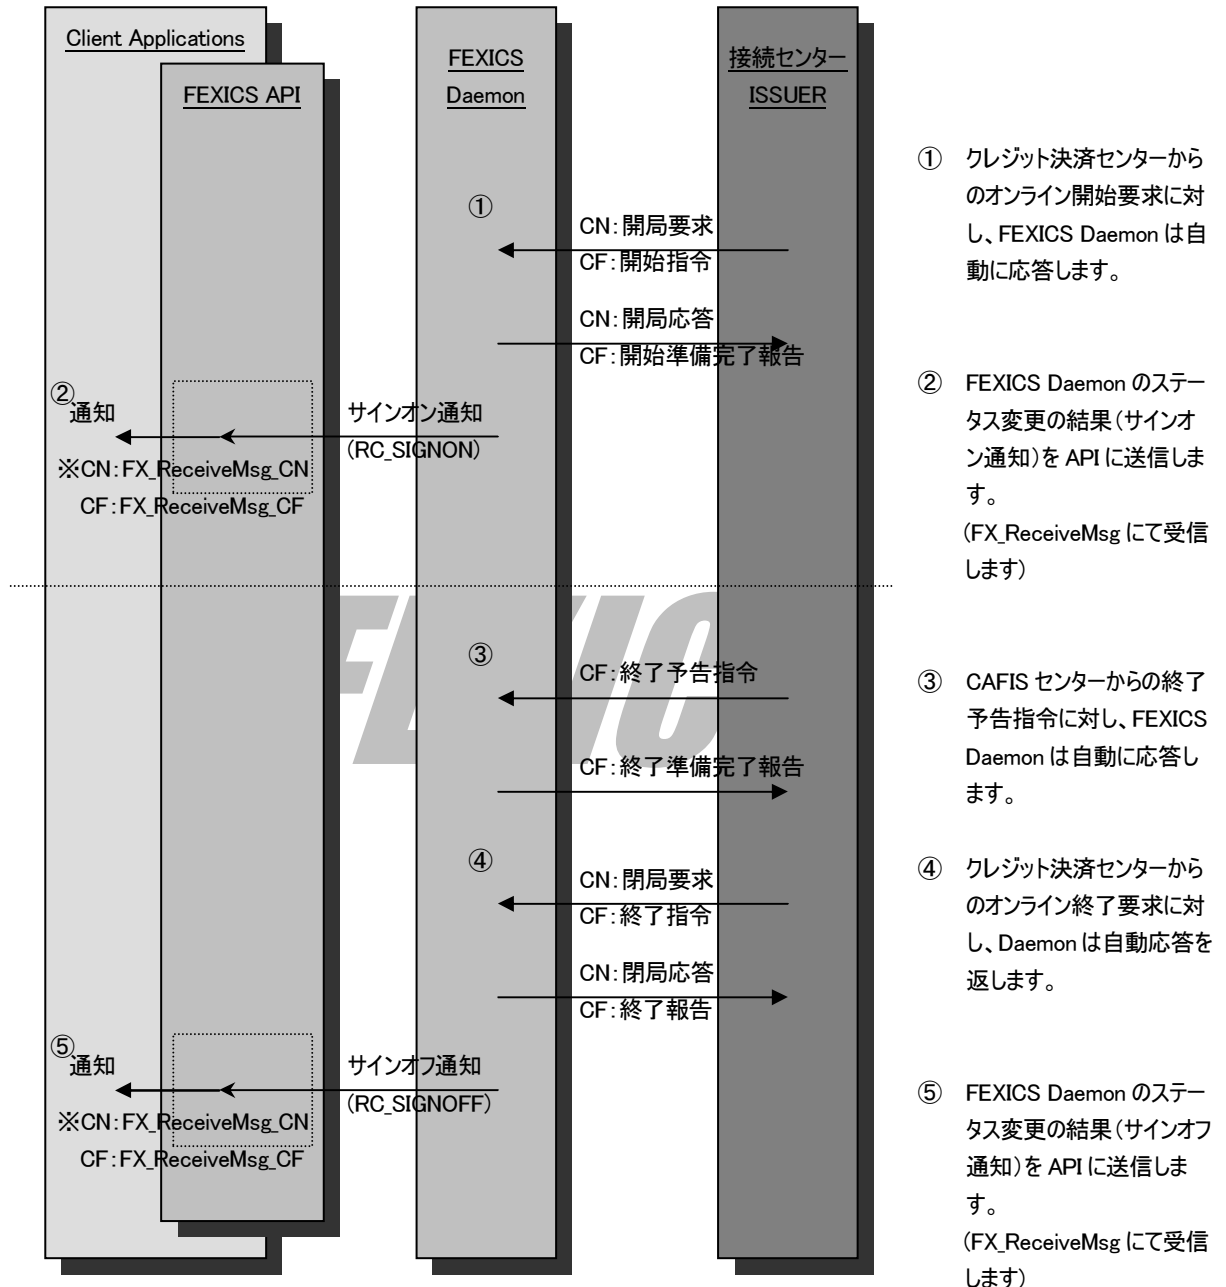 Client Applications
FEXICS API
FEXICS
Daemon
接続センター
ISSUER
①
CN：開局要求
CF：開始指令
CN：開局応答
CF：開始準備完了報告
②
通知
サインオン通知
(RC_SIGNON)
※CN：FX_ReceiveMsg_CN
CF：FX_ReceiveMsg_CF
③
CF：終了予告指令
CF：終了準備完了報告
④
CN：閉局要求
CF：終了指令
CN：閉局応答
CF：終了報告
⑤
通知
サインオフ通知
(RC_SIGNOFF)
※CN：FX_ReceiveMsg_CN
CF：FX_ReceiveMsg_CF
① クレジット決済センターから
のオンライン開始要求に対
し、FEXICS Daemon は自
動に応答します。
② FEXICS Daemon のステー
タス変更の結果（サインオ
ン通知）を API に送信しま
す。
（FX_ReceiveMsg にて受信
します）
③ CAFIS センターからの終了
予告指令に対し、FEXICS
Daemon は自動に応答し
ます。
④ クレジット決済センターから
のオンライン終了要求に対
し、Daemon は自動応答を
返します。
⑤ FEXICS Daemon のステー
タス変更の結果（サインオフ
通知）を API に送信しま
す。
（FX_ReceiveMsg にて受信
します）